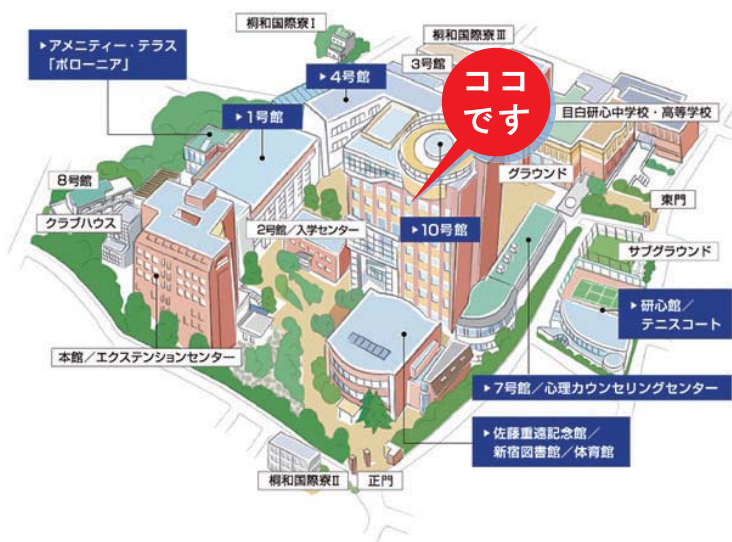 桐和国際寮Ⅰ
桐和国際寮Ⅲ
▶アメニティー・テラス
「ポローニア」
▶4号館
3号館
ココ
です
▶1号館
目白研心中学校・高等学校
8号館
グラウンド
東門
クラブハウス
2号館/入学センター
▶10号館
サブグラウンド
▶研心館/
テニスコート
本館/エクステンションセンター
▶7号館/心理カウンセリングセンター
▶佐藤重遠記念館/
新宿図書館/体育館
桐和国際寮Ⅱ
正門